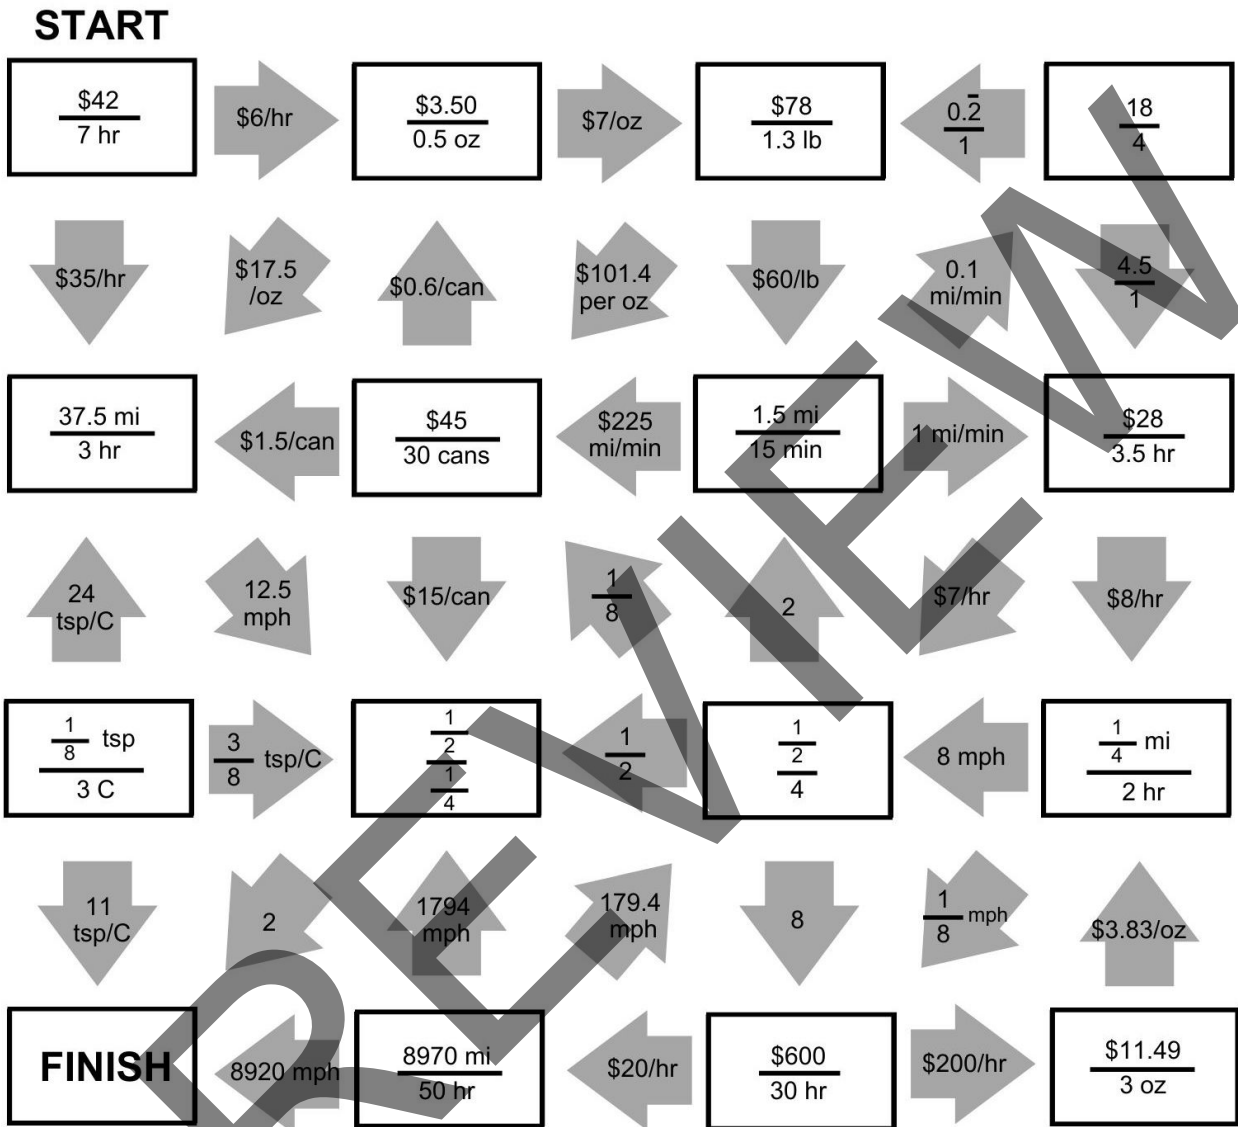 START
$42
7 hr
$6/hr
$3.50
0.5 oz
$7/oz
$78
1.3 lb
0.2̅
1
18
4
$35/hr
$17.5
/oz
$0.6/can
$101.4
per oz
$60/lb
0.1
mi/min
4.5
1
37.5 mi
3 hr
$1.5/can
$45
30 cans
$225
mi/min
1.5 mi
15 min
1 mi/min
$28
3.5 hr
24
tsp/C
12.5
mph
$15/can
1
8
2
$7/hr
$8/hr
1
8 tsp
3 C
3
8 tsp/C
1
2
1
4
1
2
1
2
4
8 mph
1
4 mi
2 hr
11
tsp/C
2
1794
mph
179.4
mph
8
1
8 mph
$3.83/oz
FINISH
8920 mph
8970 mi
50 hr
$20/hr
$600
30 hr
$200/hr
$11.49
3 oz
PREVIEW